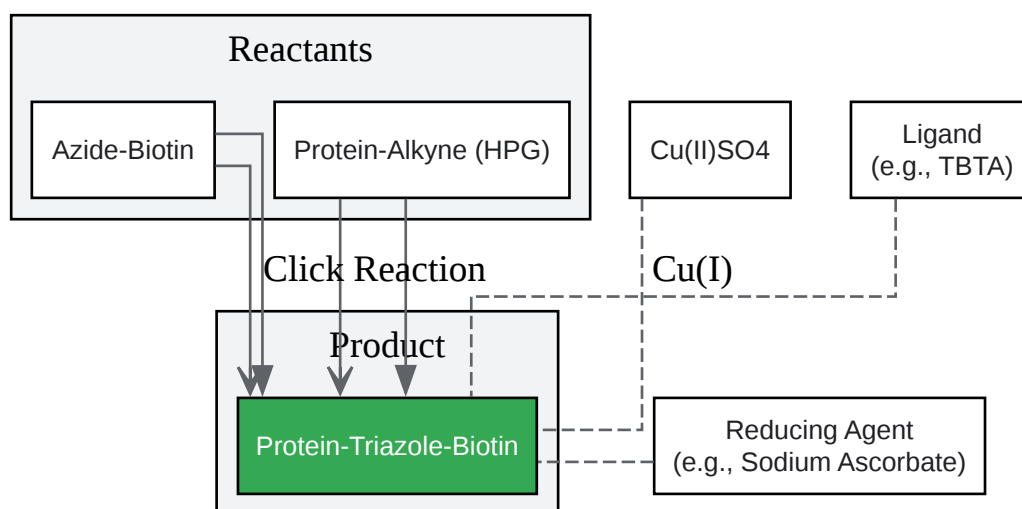 Reactants
Azide-Biotin
Protein-Alkyne (HPG)
Cu(II)SO4
Ligand
(e.g., TBTA)
Click Reaction
Cu(I)
Product
Protein-Triazole-Biotin
Reducing Agent
(e.g., Sodium Ascorbate)